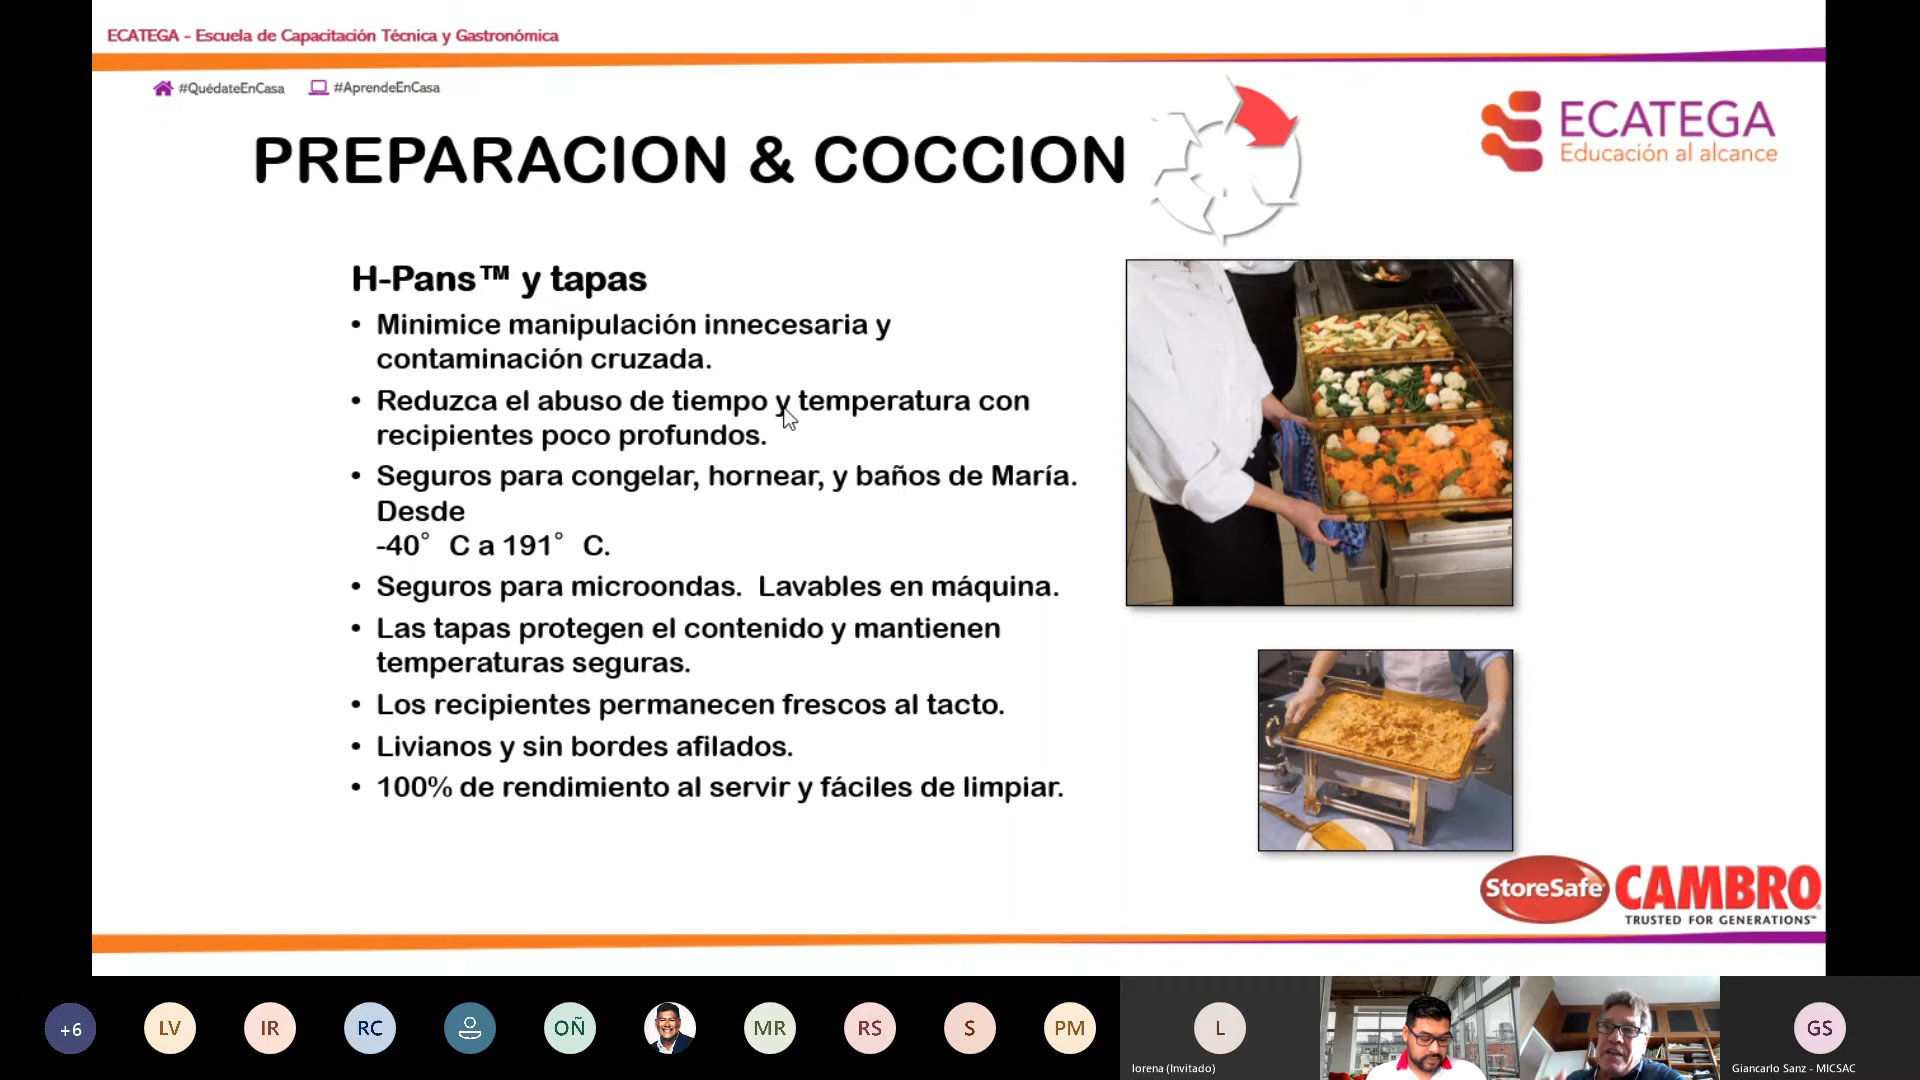 ECATEGA - Escuela de Capacitación Técnica y Gastronómica
#QuédateEnCasa #AprendeEnCasa
ECATEGA
Educación al alcance
PREPARACION & COCCION
H-Pans™ y tapas
• Minimice manipulación innecesaria y
contaminación cruzada.
• Reduzca el abuso de tiempo y temperatura con
recipientes poco profundos.
• Seguros para congelar, hornear, y baños de María.
Desde
-40° C a 191° C.
• Seguros para microondas. Lavables en máquina.
• Las tapas protegen el contenido y mantienen
temperaturas seguras.
• Los recipientes permanecen frescos al tacto.
• Livianos y sin bordes afilados.
• 100% de rendimiento al servir y fáciles de limpiar.
StoreSafe CAMBRO
TRUSTED FOR GENERATIONS™
+6 LV IR RC OÑ MR RS S PM L GS
lorena (Invitado) Giancarlo Sanz - MICSAC